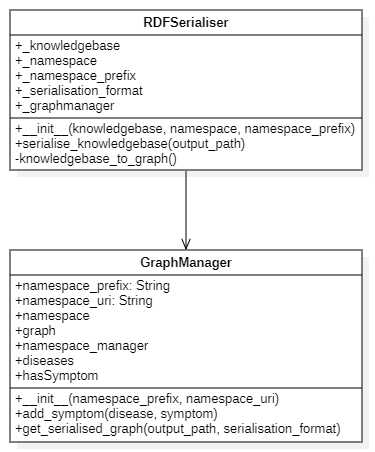 RDFSerialiser
+_knowledgebase
+_namespace
+_namespace_prefix
+_serialisation_format
+_graphmanager
+__init__(knowledgebase, namespace, namespace_prefix)
+serialise_knowledgebase(output_path)
-knowledgebase_to_graph()
GraphManager
+namespace_prefix: String
+namespace_uri: String
+namespace
+graph
+namespace_manager
+diseases
+hasSymptom
+__init__(namespace_prefix, namespace_uri)
+add_symptom(disease, symptom)
+get_serialised_graph(output_path, serialisation_format)